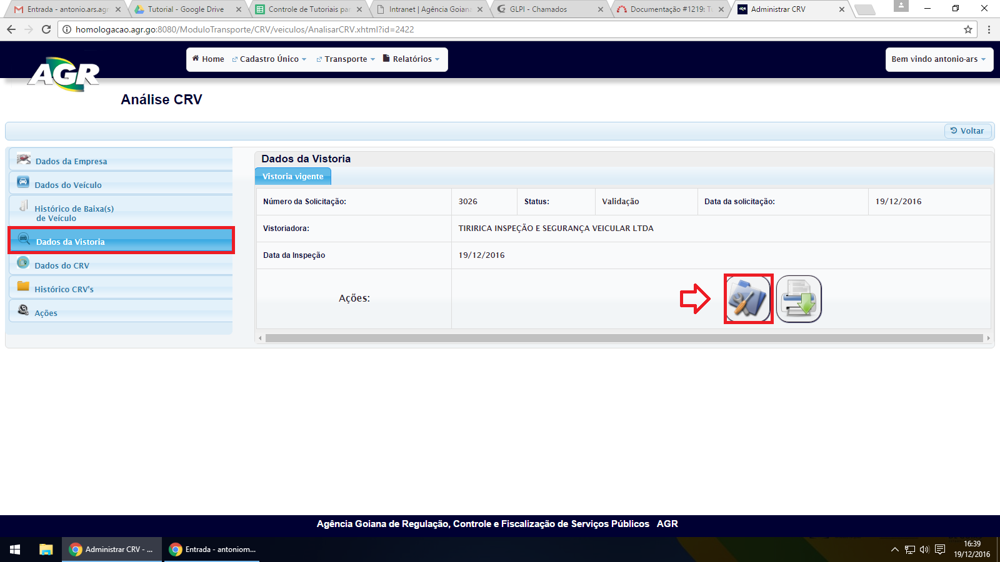 Entrada - antonio.ars.agr
Tutorial - Google Drive
Controle de Tutoriais par
Intranet | Agência Goiana
GLPI - Chamados
Documentação #1219: Tu
Administrar CRV
homologacao.agr.go:8080/ModuloTransporte/CRV/veiculos/AnalisarCRV.xhtml?id=2422
AGR
Home
Cadastro Único
Transporte
Relatórios
Bem vindo antonio-ars
Análise CRV
Voltar
Dados da Empresa
Dados do Veículo
Histórico de Baixa(s)
de Veículo
Dados da Vistoria
Dados do CRV
Histórico CRV's
Ações
Dados da Vistoria
Vistoria vigente
Número da Solicitação: 3026 Status: Validação Data da solicitação: 19/12/2016
Vistoriadora: TIRIRICA INSPEÇÃO E SEGURANÇA VEICULAR LTDA
Data da Inspeção 19/12/2016
Ações:
Agência Goiana de Regulação, Controle e Fiscalização de Serviços Públicos AGR
Administrar CRV - ...
Entrada - antoniom...
16:39
19/12/2016